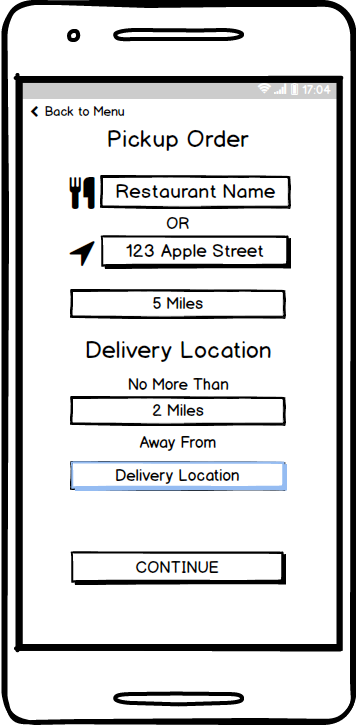 17:04
Back to Menu
Pickup Order
Restaurant Name
OR
123 Apple Street
5 Miles
Delivery Location
No More Than
2 Miles
Away From
Delivery Location
CONTINUE